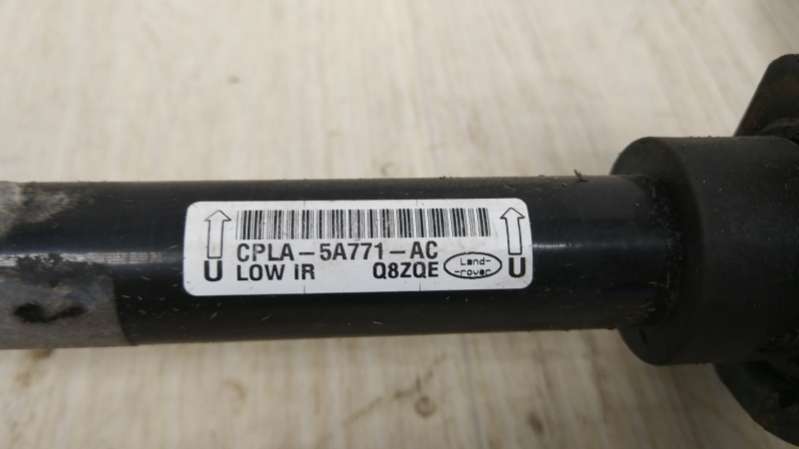 CPLA-5A771-AC
U LOW IR Q8ZQE Land-
-rover U